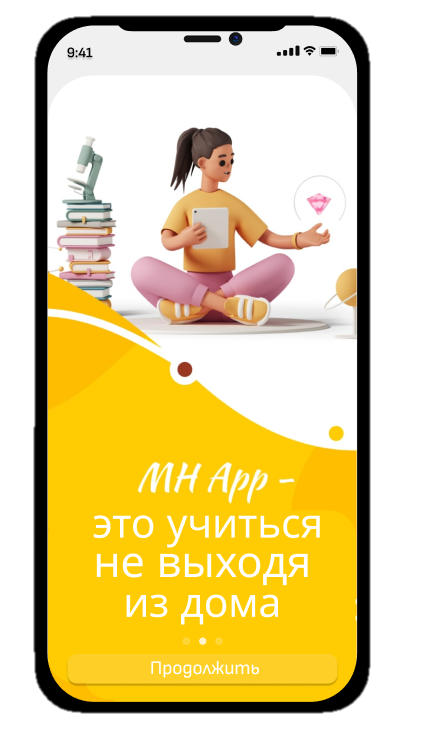 9:41
MH App -
это учиться
не выходя
из дома
Продолжить